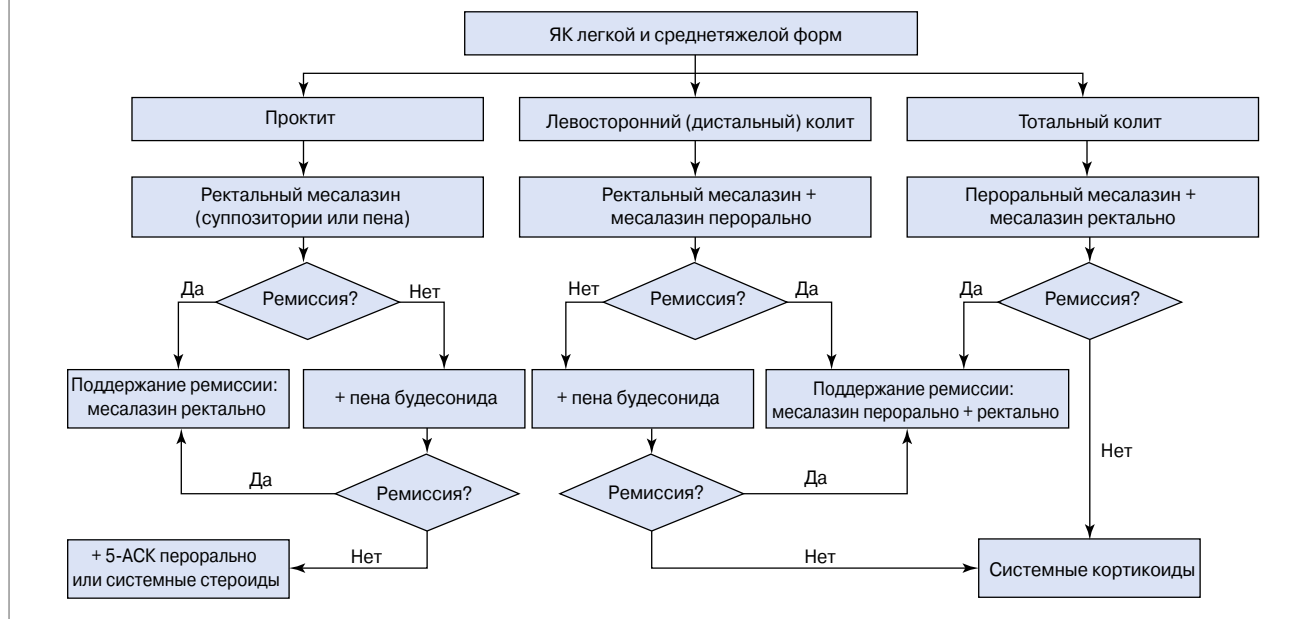 ЯК легкой и среднетяжелой форм
Проктит
Левосторонний (дистальный) колит
Тотальный колит
Ректальный месалазин
(суппозитории или пена)
Ректальный месалазин +
месалазин перорально
Пероральный месалазин +
месалазин ректально
Да
Ремиссия?
Нет
Нет
Ремиссия?
Да
Да
Ремиссия?
Поддержание ремиссии:
месалазин ректально
+ пена будесонида
+ пена будесонида
Поддержание ремиссии:
месалазин перорально + ректально
Нет
Да
Ремиссия?
Ремиссия?
Да
+ 5-АСК перорально
или системные стероиды
Нет
Нет
Системные кортикоиды